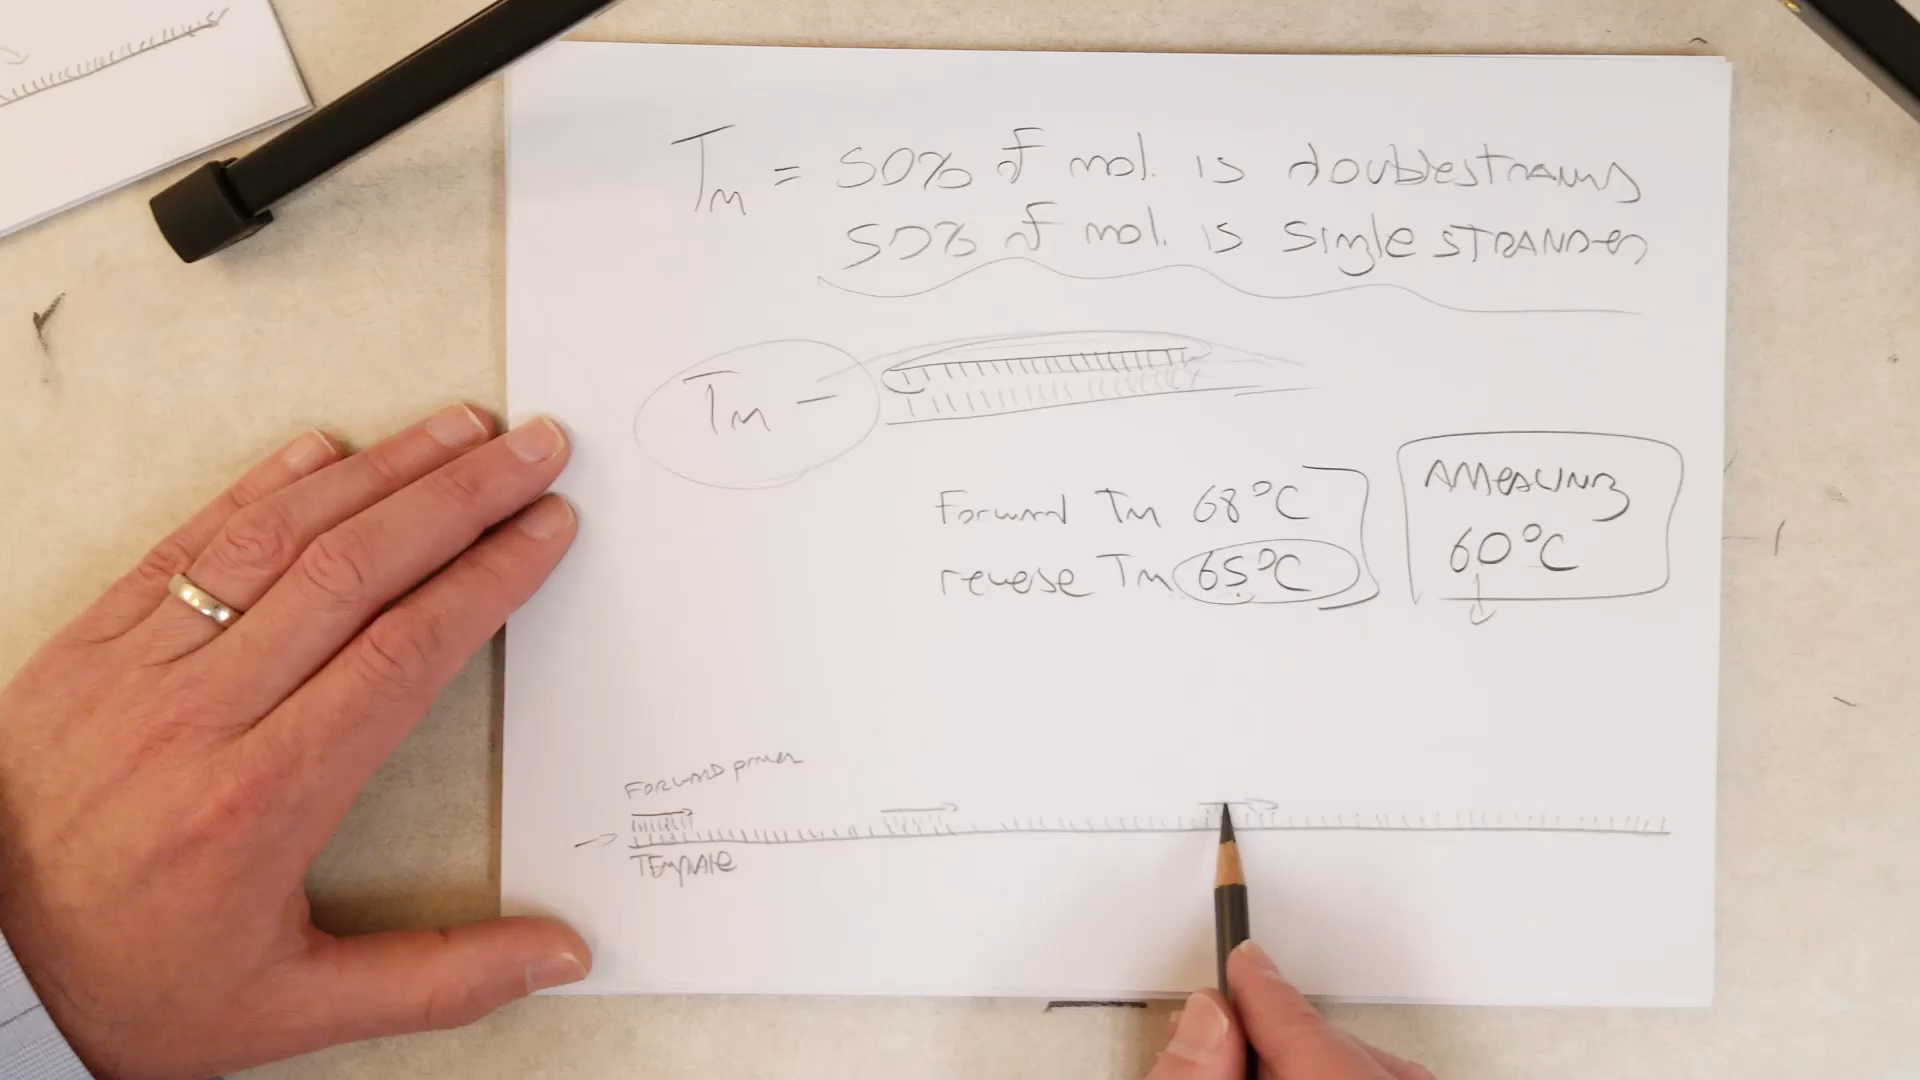 Tm = 50% of mol. is doublestrands
50% of mol. is single STRANDED
Tm -
Forward Tm 68°C
reverse Tm 65°C
Annealing
60°C
FORWARD primer
TEMPlATe